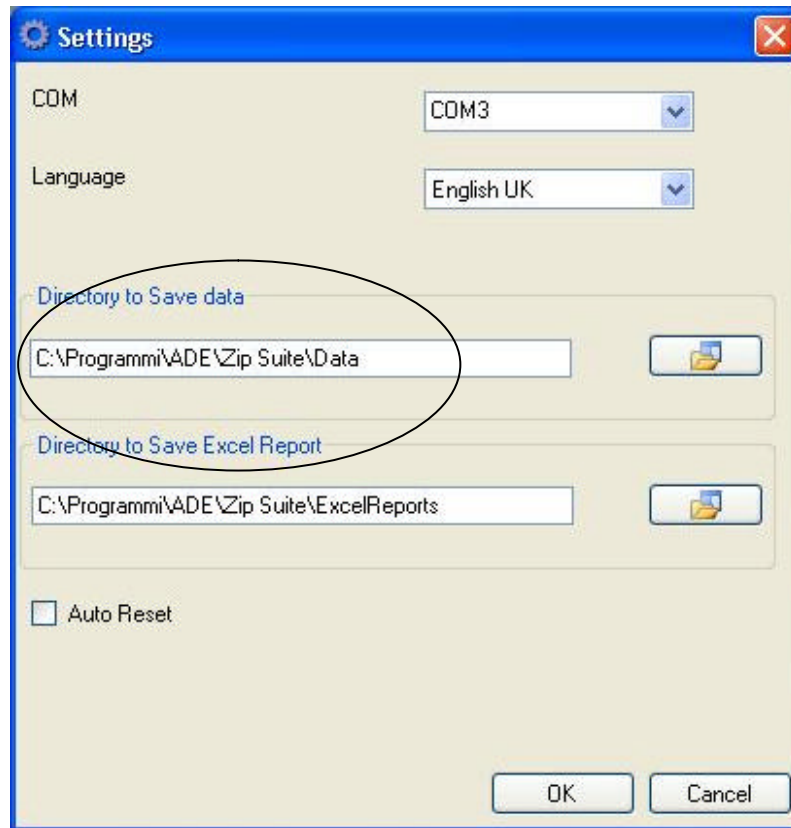 Settings
COM
COM3
Language
English UK
Directory to Save data
C:\Programmi\ADE\Zip Suite\Data
Directory to Save Excel Report
C:\Programmi\ADE\Zip Suite\ExcelReports
Auto Reset
OK
Cancel